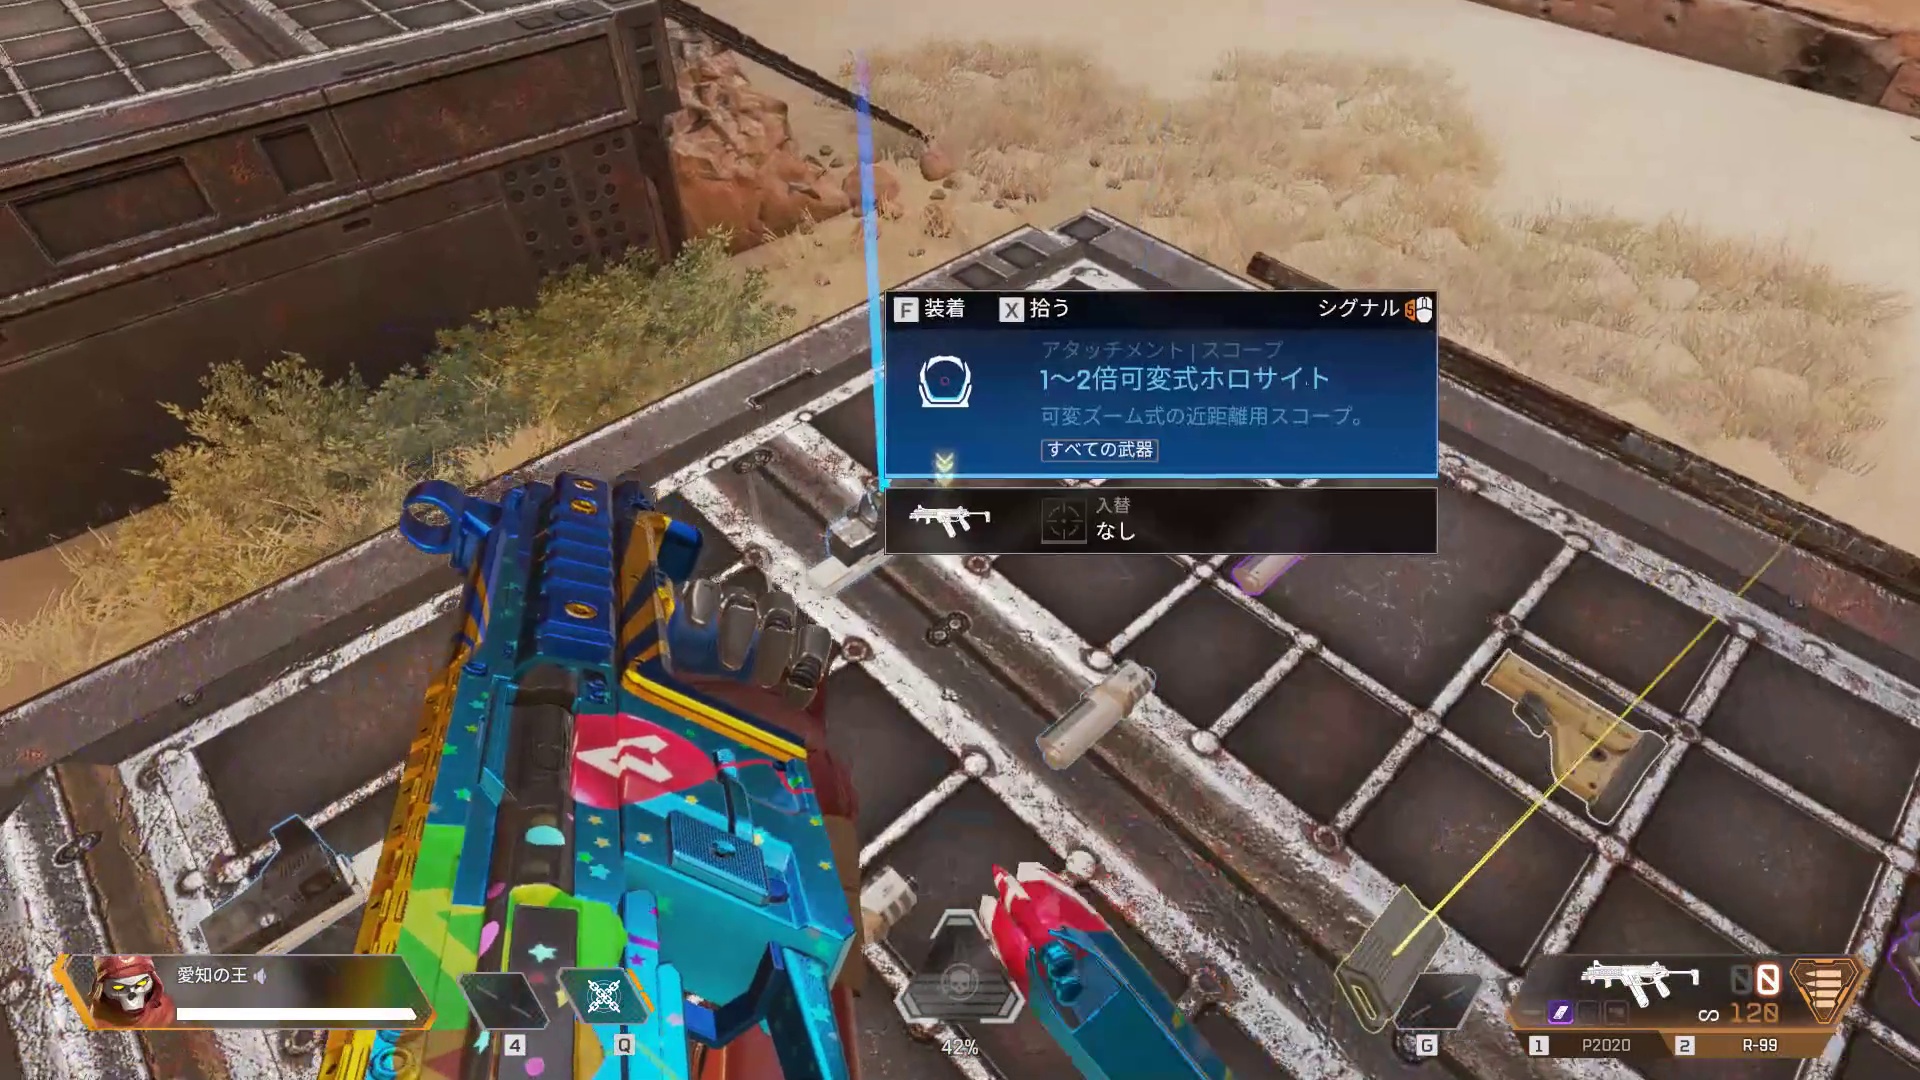 F 装着 X 拾う シグナル 5
アタッチメント | スコープ
1～2倍可変式ホロサイト
可変ズーム式の近距離用スコープ。
すべての武器
入替
なし
愛知の王
4
Q
42%
G
00
∞ 120
1 P2020 2 R-99